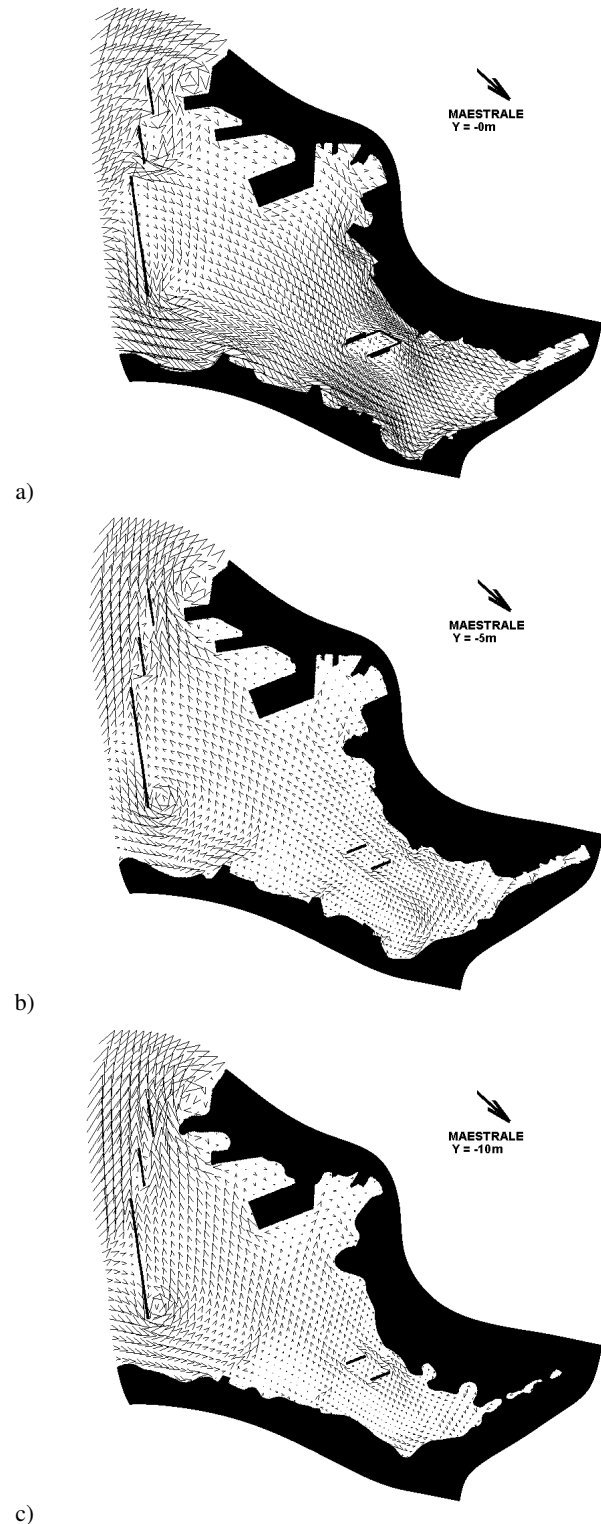 MAESTRALE
Y = -0m
a)
MAESTRALE
Y = -5m
b)
MAESTRALE
Y = -10m
c)